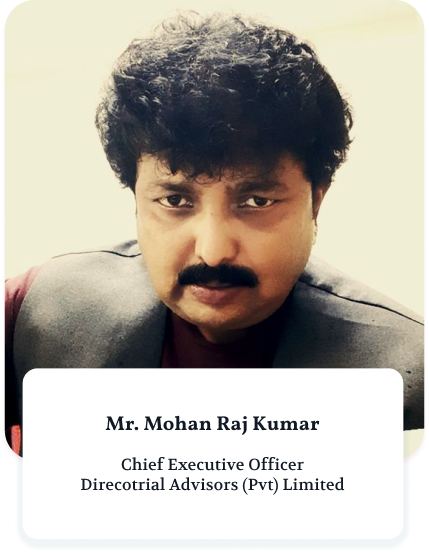 Mr. Mohan Raj Kumar
Chief Executive Officer
Direcotrial Advisors (Pvt) Limited